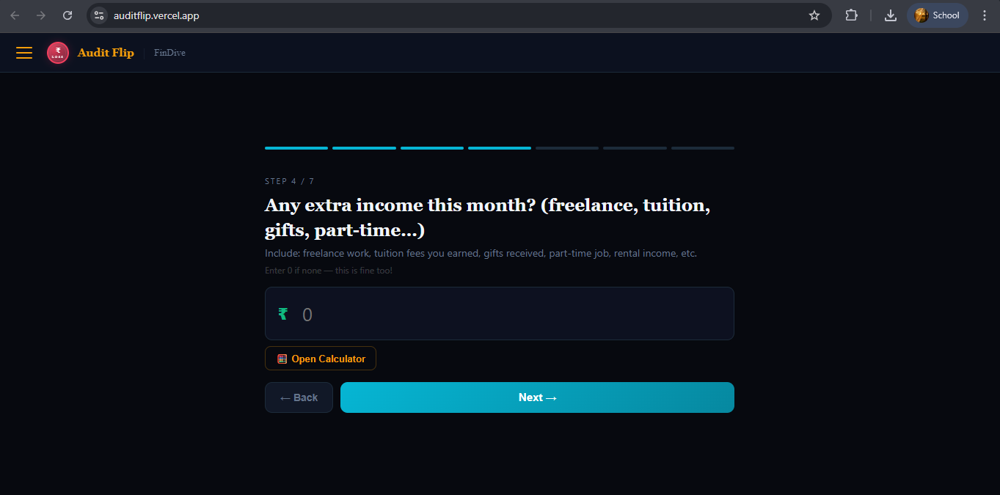 auditflip.vercel.app
School
₹
LOSS
Audit Flip
FinDive
STEP 4 / 7
Any extra income this month? (freelance, tuition,
gifts, part-time...)
Include: freelance work, tuition fees you earned, gifts received, part-time job, rental income, etc.
Enter 0 if none — this is fine too!
₹ 0
Open Calculator
← Back
Next →